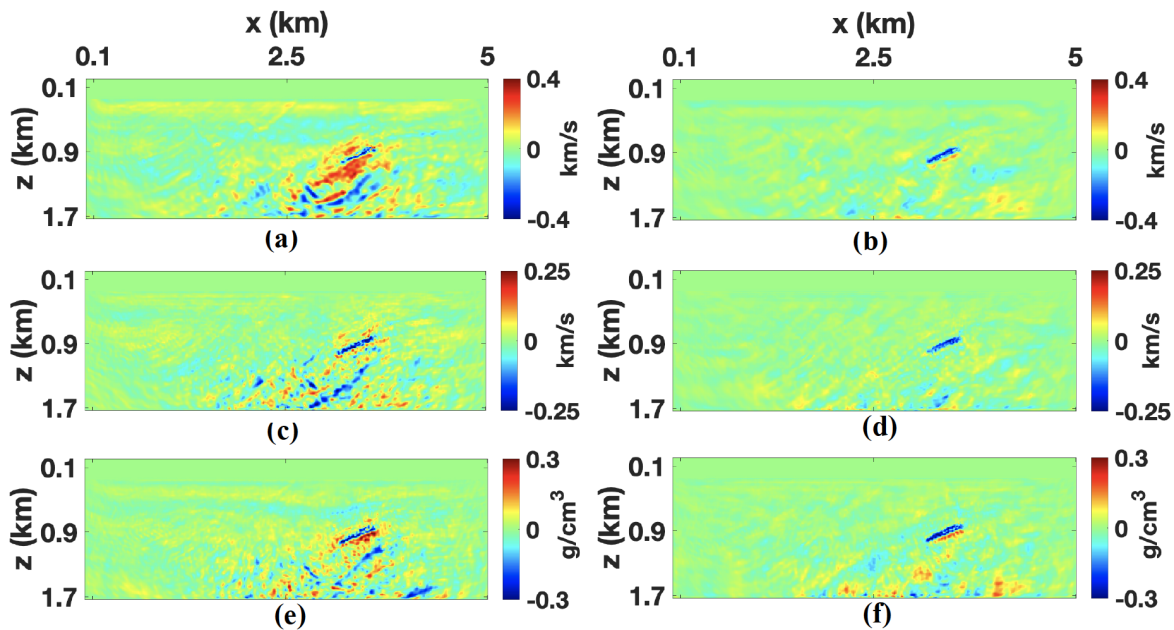 x (km) x (km)
0.1 2.5 5 0.1 2.5 5
0.1 0.4 0.1 0.4
z (km) 0.9 0 km/s z (km) 0.9 0 km/s
1.7 -0.4 1.7 -0.4
(a) (b)
0.1 0.25 0.1 0.25
z (km) 0.9 0 km/s z (km) 0.9 0 km/s
1.7 -0.25 1.7 -0.25
(c) (d)
0.1 0.3 0.1 0.3
z (km) 0.9 0 g/cm³ z (km) 0.9 0 g/cm³
1.7 -0.3 1.7 -0.3
(e) (f)